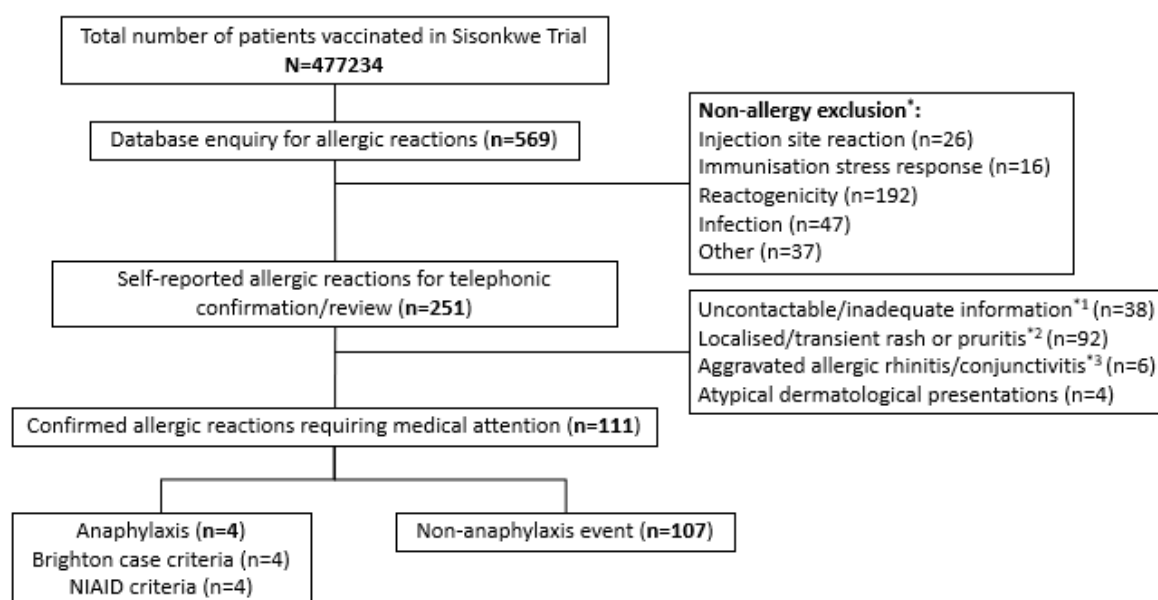 Total number of patients vaccinated in Sisonkwe Trial
N=477234
Database enquiry for allergic reactions (n=569)
Non-allergy exclusion*:
Injection site reaction (n=26)
Immunisation stress response (n=16)
Reactogenicity (n=192)
Infection (n=47)
Other (n=37)
Self-reported allergic reactions for telephonic
confirmation/review (n=251)
Uncontactable/inadequate information*1 (n=38)
Localised/transient rash or pruritis*2 (n=92)
Aggravated allergic rhinitis/conjunctivitis*3 (n=6)
Atypical dermatological presentations (n=4)
Confirmed allergic reactions requiring medical attention (n=111)
Anaphylaxis (n=4)
Brighton case criteria (n=4)
NIAID criteria (n=4)
Non-anaphylaxis event (n=107)